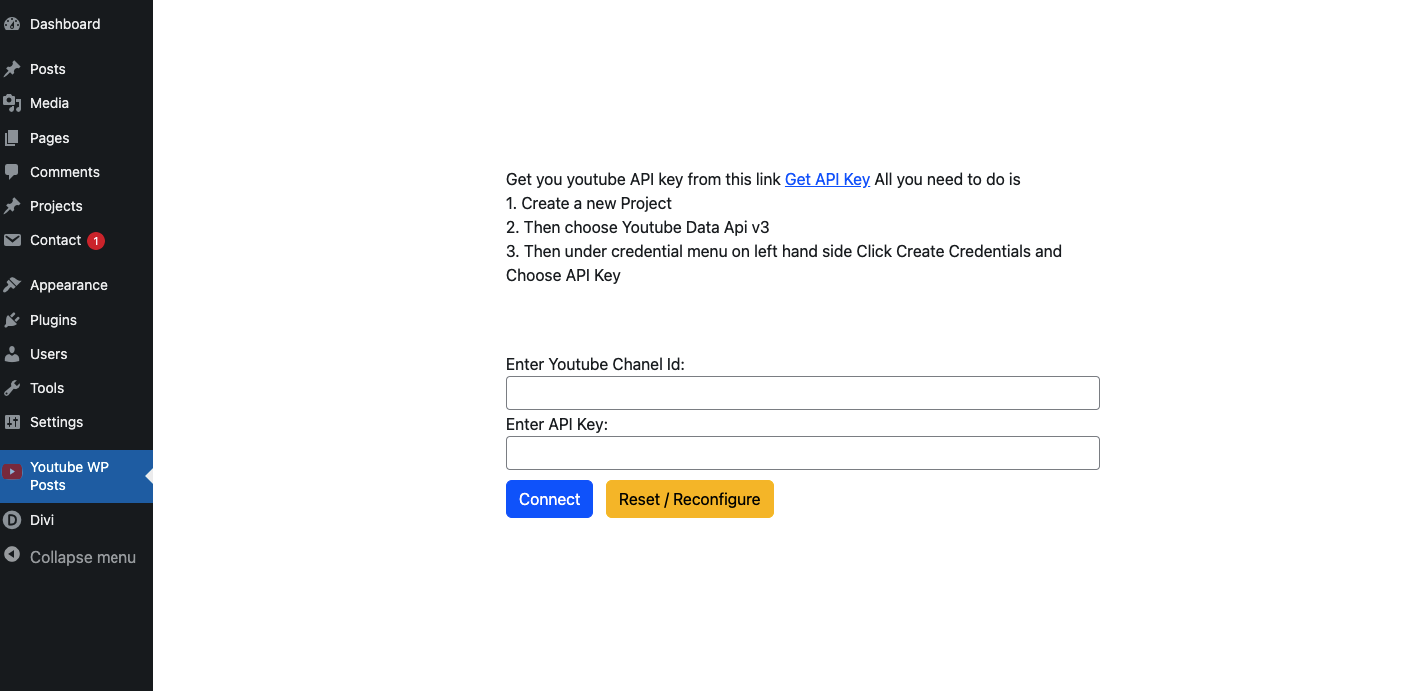 Dashboard
Posts
Media
Pages
Comments
Projects
Contact 1
Appearance
Plugins
Users
Tools
Settings
Youtube WP
Posts
Divi
Collapse menu
Get you youtube API key from this link Get API Key All you need to do is
1. Create a new Project
2. Then choose Youtube Data Api v3
3. Then under credential menu on left hand side Click Create Credentials and
Choose API Key
Enter Youtube Chanel Id:
Enter API Key:
Connect Reset / Reconfigure